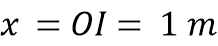 x = OI = 1 m